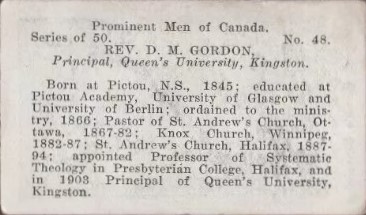 Prominent Men of Canada.
Series of 50. No. 48.
REV. D. M. GORDON,
Principal, Queen's University, Kingston.
Born at Pictou, N.S., 1845; educated at
Pictou Academy, University of Glasgow and
University of Berlin; ordained to the minis-
try, 1866; Pastor of St. Andrew's Church, Ot-
tawa, 1867-82; Knox Church, Winnipeg,
1882-87; St. Andrew's Church, Halifax, 1887-
94; appointed Professor of Systematic
Theology in Presbyterian College, Halifax, and
in 1903 Principal of Queen's University,
Kingston.